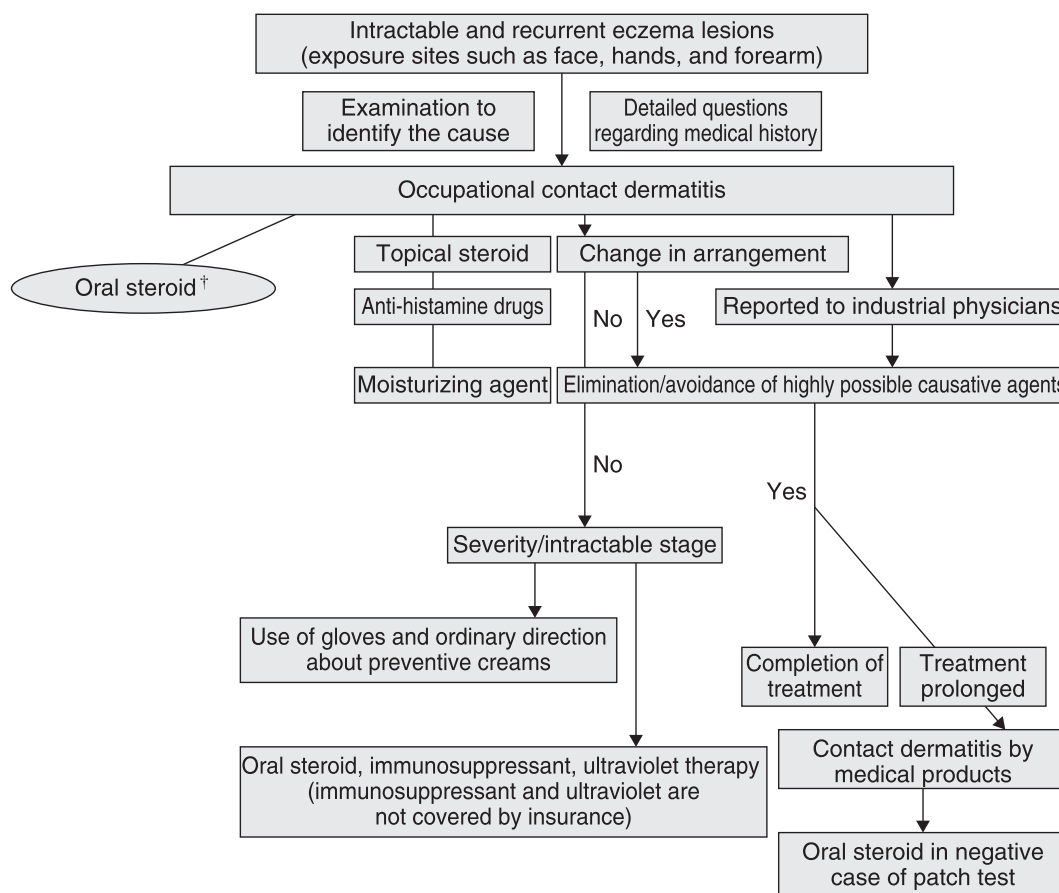 Intractable and recurrent eczema lesions
(exposure sites such as face, hands, and forearm)
Examination to
identify the cause
Detailed questions
regarding medical history
Occupational contact dermatitis
Oral steroid†
Topical steroid
Change in arrangement
Anti-histamine drugs
No
Yes
Reported to industrial physicians
Moisturizing agent
Elimination/avoidance of highly possible causative agents
No
Yes
Severity/intractable stage
Use of gloves and ordinary direction
about preventive creams
Completion of
treatment
Treatment
prolonged
Oral steroid, immunosuppressant, ultraviolet therapy
(immunosuppressant and ultraviolet are
not covered by insurance)
Contact dermatitis by
medical products
Oral steroid in negative
case of patch test